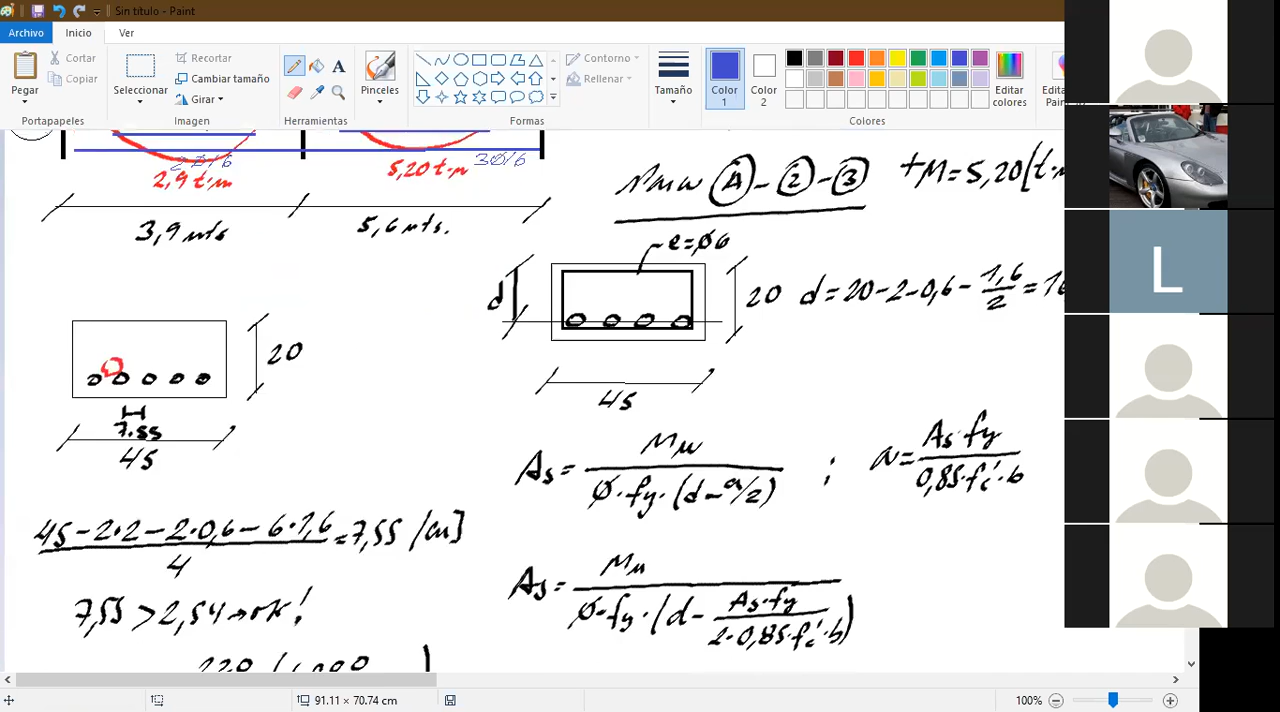 Sin título - Paint
Archivo Inicio Ver
Pegar
Cortar
Copiar
Portapapeles
Seleccionar
Recortar
Cambiar tamaño
Girar
Imagen
A
Herramientas
Pinceles
Contorno
Rellenar
Formas
Tamaño
Color 1
Color 2
Editar colores
Colores
2Ø16
3Ø16
2,9 t·m
5,20 t·m
3,9 mts
5,6 mts.
A - 2 - 3 +M = 5,20 [t·m
e = Ø6
d
20
45
d = 20 - 2 - 0,6 - 1,6/2 = 16
20
7.55
45
As = Mu / Ø·fy·(d - a/2) ; a = As·fy / 0,85·fc'·b
45 - 2·2 - 2·0,6 - 6·1,6 / 4 = 7,55 [cm]
7,55 > 2,54 → ok!
As = Mu / Ø·fy·(d - As·fy / 2·0,85·fc'·b)
L
91.11 × 70.74 cm
100%